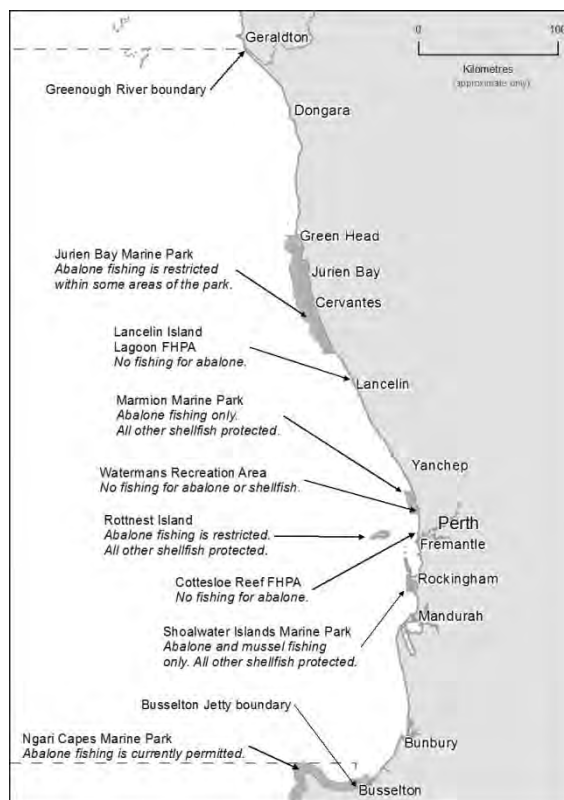 Geraldton
0
100
Kilometres
(approximate only)
Greenough River boundary
Dongara
Green Head
Jurien Bay Marine Park
Abalone fishing is restricted
within some areas of the park.
Jurien Bay
Cervantes
Lancelin Island
Lagoon FHPA
No fishing for abalone.
Lancelin
Marmion Marine Park
Abalone fishing only.
All other shellfish protected.
Yanchep
Watermans Recreation Area
No fishing for abalone or shellfish.
Perth
Rottnest Island
Abalone fishing is restricted.
All other shellfish protected.
Fremantle
Cottesloe Reef FHPA
No fishing for abalone.
Rockingham
Mandurah
Shoalwater Islands Marine Park
Abalone and mussel fishing
only. All other shellfish protected.
Busselton Jetty boundary
Ngari Capes Marine Park
Abalone fishing is currently permitted.
Bunbury
Busselton